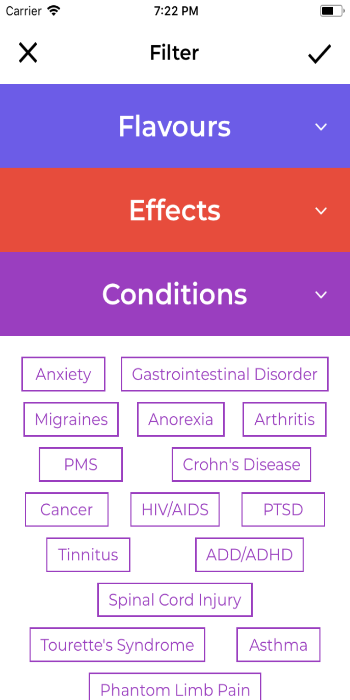 Carrier 7:22 PM
Filter
Flavours
Effects
Conditions
Anxiety Gastrointestinal Disorder
Migraines Anorexia Arthritis
PMS Crohn's Disease
Cancer HIV/AIDS PTSD
Tinnitus ADD/ADHD
Spinal Cord Injury
Tourette's Syndrome Asthma
Phantom Limb Pain